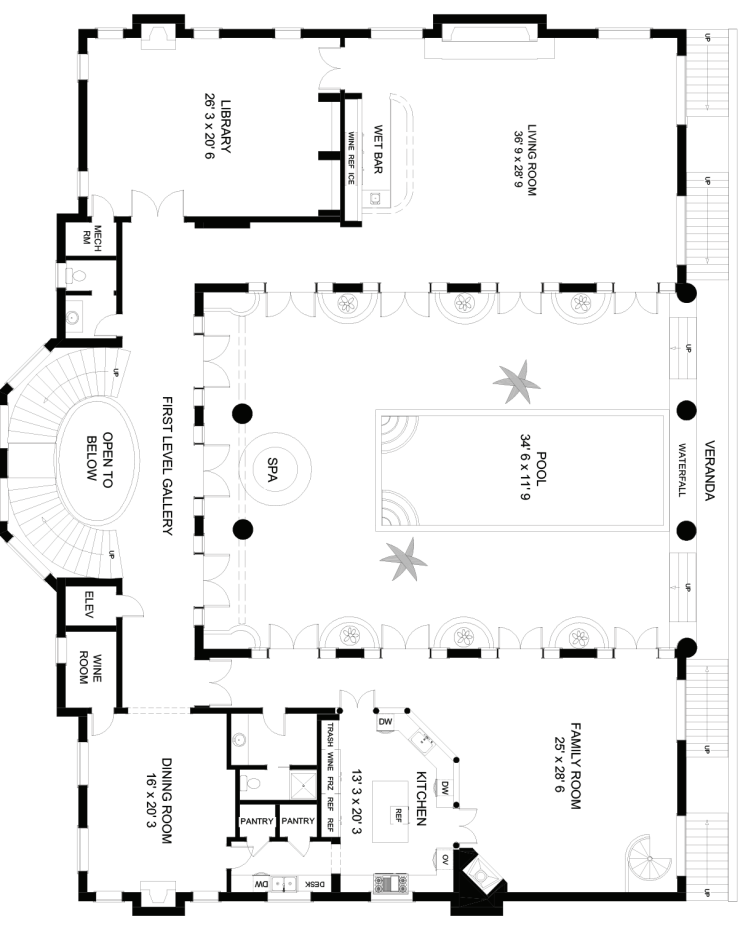 UP
LIBRARY
26' 3 x 20' 6
WINE REF ICE
WET BAR
LIVING ROOM
36' 9 x 28' 9
UP
MECH
RM
UP
UP
OPEN TO
BELOW
UP
FIRST LEVEL GALLERY
SPA
POOL
34' 6 x 11' 9
WATERFALL
VERANDA
UP
ELEV
WINE
ROOM
UP
DINING ROOM
16' x 20' 3
TRASH WINE FRZ REF REF
DW
DW
KITCHEN
13' 3 x 20' 3
REF
OV
PANTRY
PANTRY
DW
DESK
FAMILY ROOM
25' x 28' 6
UP